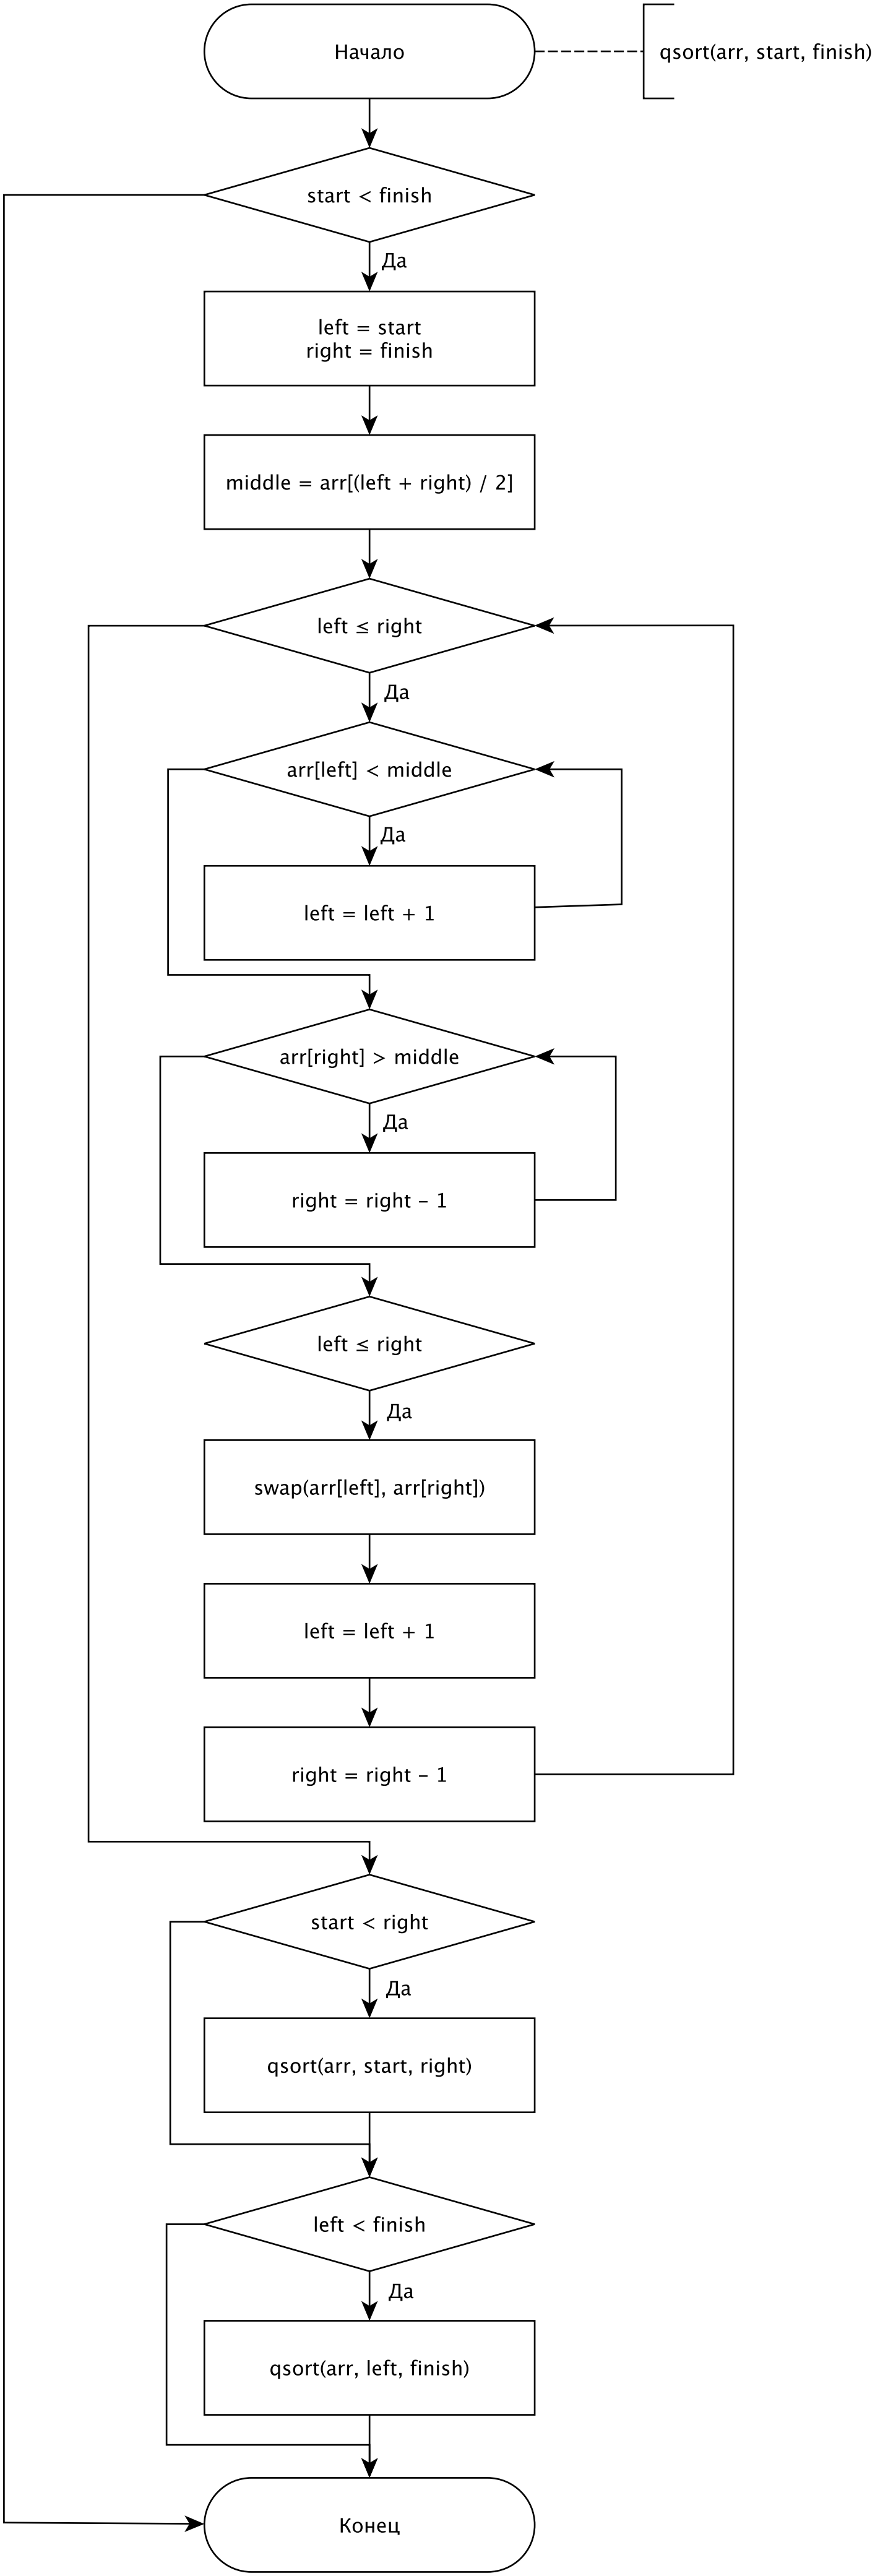 Начало
qsort(arr, start, finish)
start < finish
Да
left = start
right = finish
middle = arr[(left + right) / 2]
left ≤ right
Да
arr[left] < middle
Да
left = left + 1
arr[right] > middle
Да
right = right - 1
left ≤ right
Да
swap(arr[left], arr[right])
left = left + 1
right = right - 1
start < right
Да
qsort(arr, start, right)
left < finish
Да
qsort(arr, left, finish)
Конец